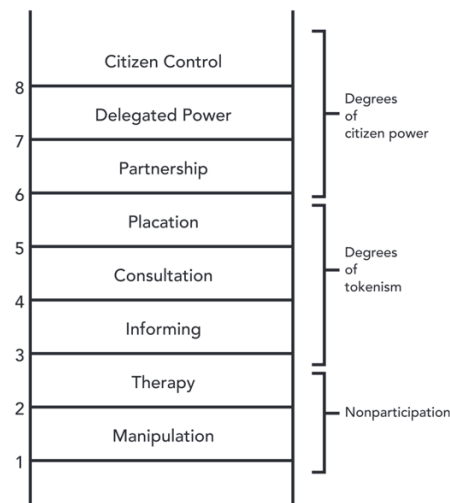 Citizen Control
8
Delegated Power
7
Partnership
6
Placation
5
Consultation
4
Informing
3
Therapy
2
Manipulation
1
Degrees
of
citizen power
Degrees
of
tokenism
Nonparticipation